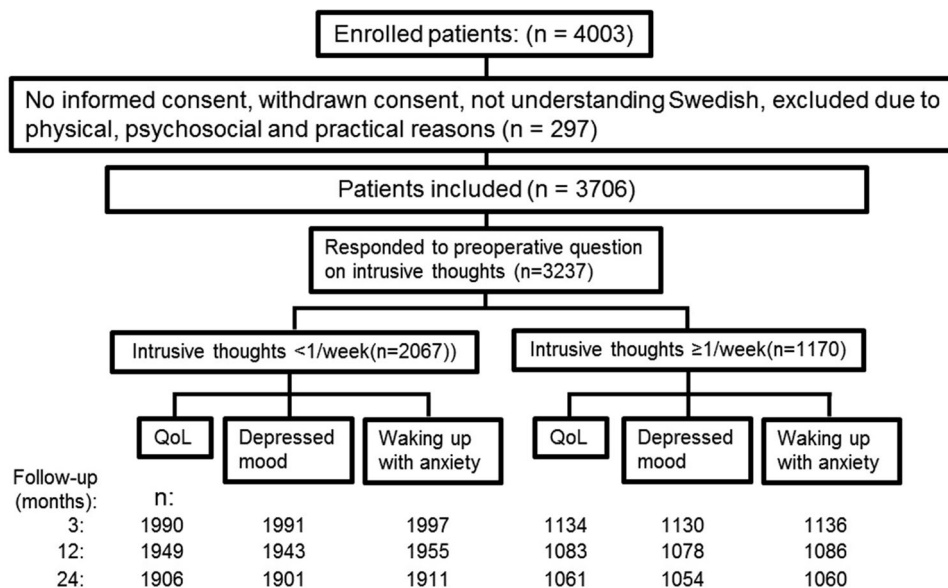 Enrolled patients: (n = 4003)
No informed consent, withdrawn consent, not understanding Swedish, excluded due to
physical, psychosocial and practical reasons (n = 297)
Patients included (n = 3706)
Responded to preoperative question
on intrusive thoughts (n=3237)
Intrusive thoughts <1/week(n=2067))
Intrusive thoughts ≥1/week(n=1170)
QoL
Depressed
mood
Waking up
with anxiety
QoL
Depressed
mood
Waking up
with anxiety
Follow-up
(months):
n:
3: 1990 1991 1997 1134 1130 1136
12: 1949 1943 1955 1083 1078 1086
24: 1906 1901 1911 1061 1054 1060